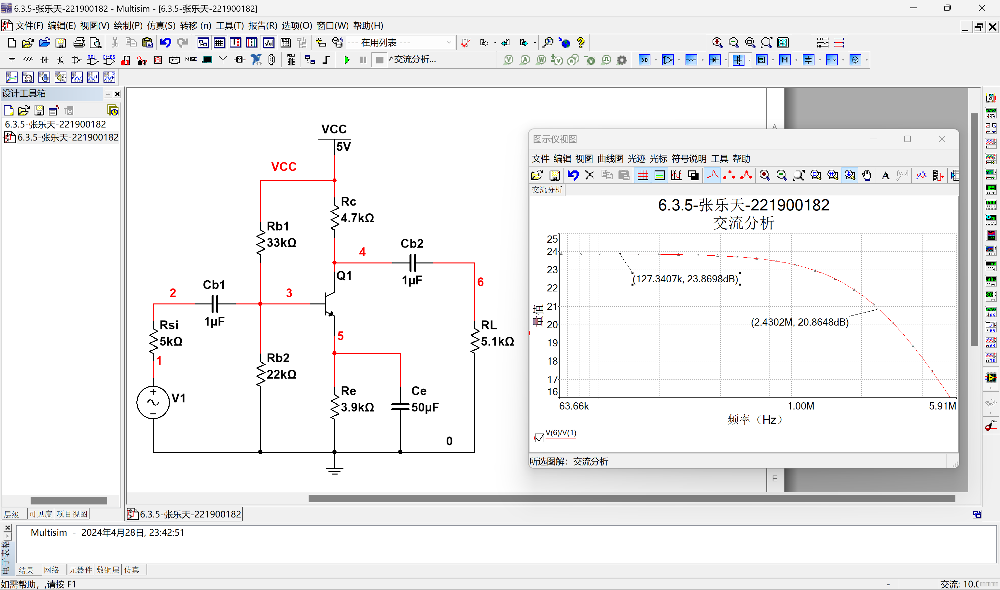 6.3.5-张乐天-221900182 - Multisim - [6.3.5-张乐天-221900182]
文件(F) 编辑(E) 视图(V) 绘制(P) 仿真(S) 转移 (n) 工具(T) 报告(R) 选项(O) 窗口(W) 帮助(H)
--- 在用列表 ---
MISC
交流分析...
设计工具箱
6.3.5-张乐天-221900182
6.3.5-张乐天-221900182
VCC
5V
VCC
Rc
4.7kΩ
Rb1
33kΩ
Cb2
1µF
4
Q1
6
Cb1
1µF
2
3
Rsi
5kΩ
1
5
RL
5.1kΩ
Rb2
22kΩ
V1
Re
3.9kΩ
Ce
50µF
0
A
E
图示仪视图
文件 编辑 视图 曲线图 光迹 光标 符号说明 工具 帮助
交流分析
6.3.5-张乐天-221900182
交流分析
25
24
23
22
21
20
19
18
17
16
量值
(127.3407k, 23.8698dB)
(2.4302M, 20.8648dB)
63.66k 1.00M 5.91M
频率（Hz）
V(6)/V(1)
所选图解：交流分析
层级 可见度 项目视图
6.3.5-张乐天-221900182
Multisim - 2024年4月28日, 23:42:51
电子表格
结果 网络 元器件 敷铜层 仿真
如需帮助，,请按 F1
- 交流: 10.0